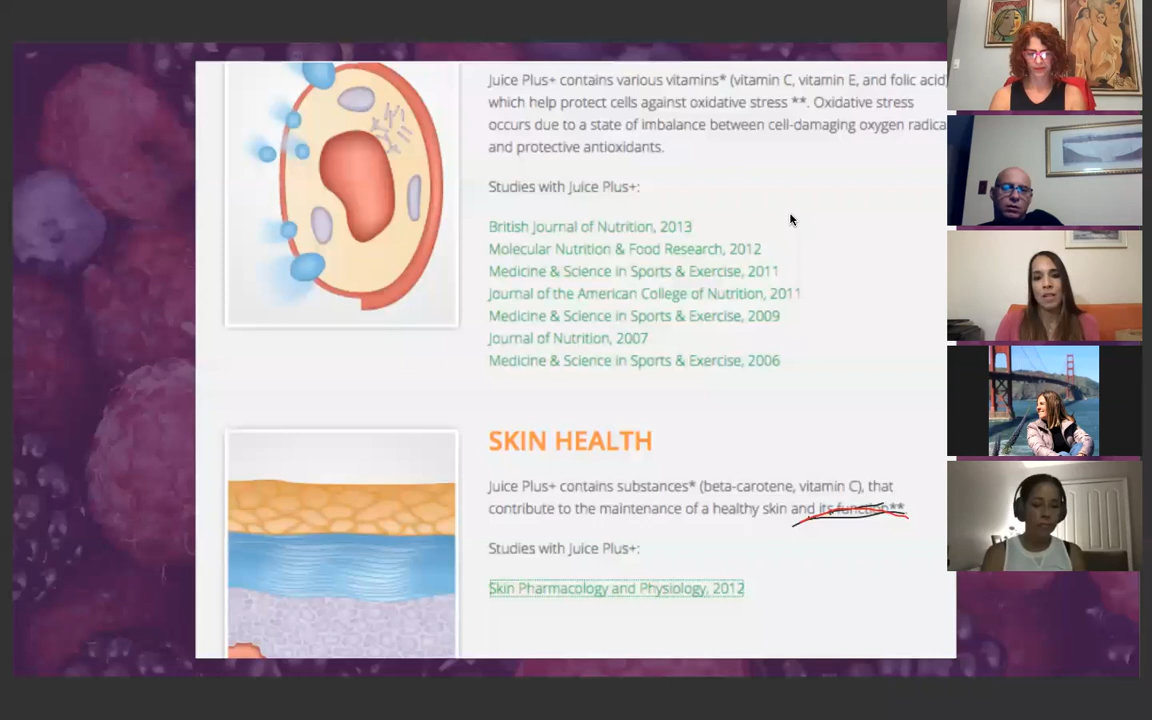 Juice Plus+ contains various vitamins* (vitamin C, vitamin E, and folic acid)
which help protect cells against oxidative stress **. Oxidative stress
occurs due to a state of imbalance between cell-damaging oxygen radica
and protective antioxidants.
Studies with Juice Plus+:
British Journal of Nutrition, 2013
Molecular Nutrition & Food Research, 2012
Medicine & Science in Sports & Exercise, 2011
Journal of the American College of Nutrition, 2011
Medicine & Science in Sports & Exercise, 2009
Journal of Nutrition, 2007
Medicine & Science in Sports & Exercise, 2006
SKIN HEALTH
Juice Plus+ contains substances* (beta-carotene, vitamin C), that
contribute to the maintenance of a healthy skin and its function**.
Studies with Juice Plus+:
Skin Pharmacology and Physiology, 2012